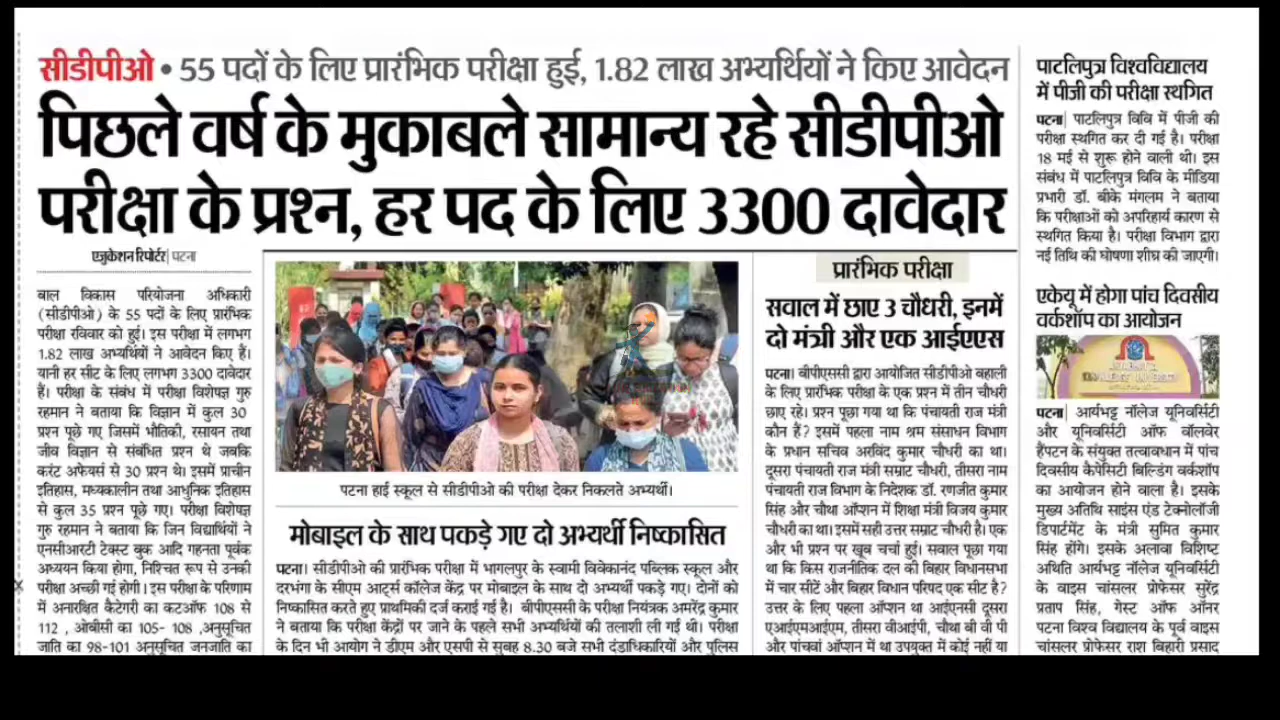 सीडीपीओ • 55 पदों के लिए प्रारंभिक परीक्षा हुई, 1.82 लाख अभ्यर्थियों ने किए आवेदन
पिछले वर्ष के मुकाबले सामान्य रहे सीडीपीओ
परीक्षा के प्रश्न, हर पद के लिए 3300 दावेदार
एजुकेशन रिपोर्टर| पटना
बाल विकास परियोजना अधिकारी
(सीडीपीओ) के 55 पदों के लिए प्रारंभिक
परीक्षा रविवार को हुई। इस परीक्षा में लगभग
1.82 लाख अभ्यर्थियों ने आवेदन किए हैं।
यानी हर सीट के लिए लगभग 3300 दावेदार
हैं। परीक्षा के संबंध में परीक्षा विशेषज्ञ गुरु
रहमान ने बताया कि विज्ञान में कुल 30
प्रश्न पूछे गए जिसमें भौतिकी, रसायन तथा
जीव विज्ञान से संबंधित प्रश्न थे जबकि
करंट अफेयर्स से 30 प्रश्न थे। इसमें प्राचीन
इतिहास, मध्यकालीन तथा आधुनिक इतिहास
से कुल 35 प्रश्न पूछे गए। परीक्षा विशेषज्ञ
गुरु रहमान ने बताया कि जिन विद्यार्थियों ने
एनसीआरटी टेक्स्ट बुक आदि गहनता पूर्वक
अध्ययन किया होगा, निश्चित रूप से उनकी
परीक्षा अच्छी गई होगी। इस परीक्षा के परिणाम
में अनारक्षित कैटेगरी का कटऑफ 108 से
112 , ओबीसी का 105- 108 ,अनुसूचित
जाति का 98-101 अनुसूचित जनजाति का
पटना हाई स्कूल से सीडीपीओ की परीक्षा देकर निकलते अभ्यर्थी।
मोबाइल के साथ पकड़े गए दो अभ्यर्थी निष्कासित
पटना। सीडीपीओ की प्रारंभिक परीक्षा में भागलपुर के स्वामी विवेकानंद पब्लिक स्कूल और
दरभंगा के सीएम आर्ट्स कॉलेज केंद्र पर मोबाइल के साथ दो अभ्यर्थी पकड़े गए। दोनों को
निष्कासित करते हुए प्राथमिकी दर्ज कराई गई है। बीपीएससी के परीक्षा नियंत्रक अमरेंद्र कुमार
ने बताया कि परीक्षा केंद्रों पर जाने के पहले सभी अभ्यर्थियों की तलाशी ली गई थी। परीक्षा
के दिन भी आयोग ने डीएम और एसपी से सुबह 8.30 बजे सभी दंडाधिकारियों और पुलिस
प्रारंभिक परीक्षा
सवाल में छाए 3 चौधरी, इनमें
दो मंत्री और एक आईएएस
पटना। बीपीएससी द्वारा आयोजित सीडीपीओ बहाली
के लिए प्रारंभिक परीक्षा के एक प्रश्न में तीन चौधरी
छाए रहे। प्रश्न पूछा गया था कि पंचायती राज मंत्री
कौन हैं? इसमें पहला नाम श्रम संसाधन विभाग
के प्रधान सचिव अरविंद कुमार चौधरी का था।
दूसरा पंचायती राज मंत्री सम्राट चौधरी, तीसरा नाम
पंचायती राज विभाग के निदेशक डॉ. रणजीत कुमार
सिंह और चौथा ऑप्शन में शिक्षा मंत्री विजय कुमार
चौधरी का था। इसमें सही उत्तर सम्राट चौधरी है। एक
और भी प्रश्न पर खूब चर्चा हुई। सवाल पूछा गया
था कि किस राजनीतिक दल की बिहार विधानसभा
में चार सीटें और बिहार विधान परिषद एक सीट है?
उत्तर के लिए पहला ऑप्शन था आईएनसी दूसरा
एआईएमआईएम, तीसरा वीआईपी, चौथा बी वी पी
और पांचवां ऑप्शन में था उपयुक्त में कोई नहीं या
पाटलिपुत्र विश्वविद्यालय
में पीजी की परीक्षा स्थगित
पटना| पाटलिपुत्र विवि में पीजी की
परीक्षा स्थगित कर दी गई है। परीक्षा
18 मई से शुरू होने वाली थी। इस
संबंध में पाटलिपुत्र विवि के मीडिया
प्रभारी डॉ. बीके मंगलम ने बताया
कि परीक्षाओं को अपरिहार्य कारण से
स्थगित किया है। परीक्षा विभाग द्वारा
नई तिथि की घोषणा शीघ्र की जाएगी।
एकेयू में होगा पांच दिवसीय
वर्कशॉप का आयोजन
पटना| आर्यभट्ट नॉलेज यूनिवर्सिटी
और यूनिवर्सिटी ऑफ वॉलवेर
हैंपटन के संयुक्त तत्वावधान में पांच
दिवसीय कैपेसिटी बिल्डिंग वर्कशॉप
का आयोजन होने वाला है। इसके
मुख्य अतिथि साइंस एंड टेक्नोलॉजी
डिपार्टमेंट के मंत्री सुमित कुमार
सिंह होंगे। इसके अलावा विशिष्ट
अथिति आर्यभट्ट नॉलेज यूनिवर्सिटी
के वाइस चांसलर प्रोफेसर सुरेंद्र
प्रताप सिंह, गेस्ट ऑफ ऑनर
पटना विश्व विद्यालय के पूर्व वाइस
चांसलर प्रोफेसर राश बिहारी प्रसाद